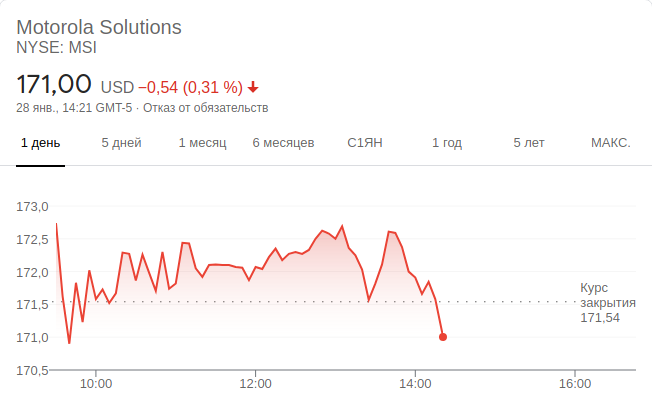 Motorola Solutions
NYSE: MSI
171,00 USD −0,54 (0,31 %)
28 янв., 14:21 GMT-5 · Отказ от обязательств
1 день 5 дней 1 месяц 6 месяцев С1ЯН 1 год 5 лет МАКС.
173,0
172,5
172,0
171,5
171,0
170,5
Курс
закрытия
171,54
10:00 12:00 14:00 16:00